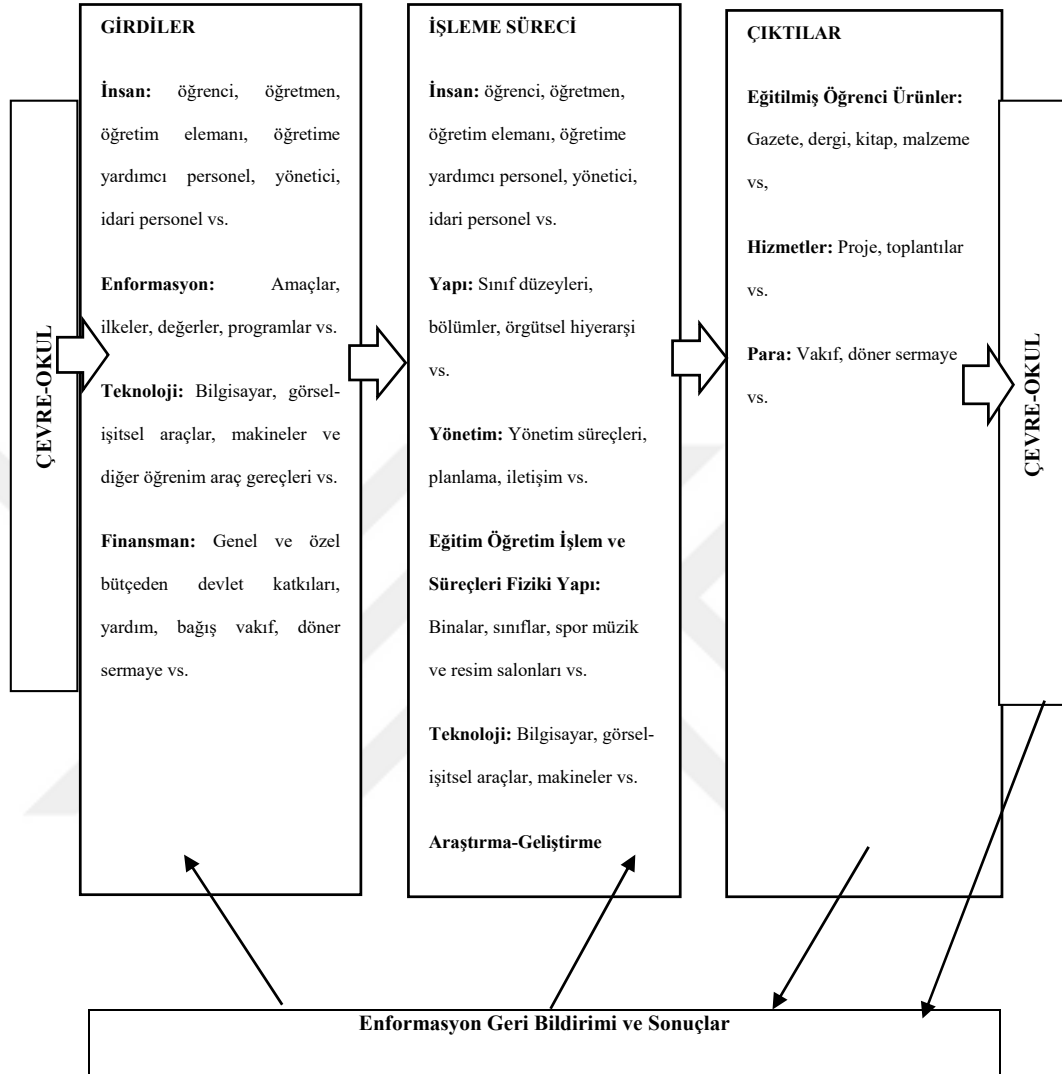 ÇEVRE-OKUL
GİRDİLER
İnsan: öğrenci, öğretmen,
öğretim elemanı, öğretime
yardımcı personel, yönetici,
idari personel vs.
Enformasyon: Amaçlar,
ilkeler, değerler, programlar vs.
Teknoloji: Bilgisayar, görsel-
işitsel araçlar, makineler ve
diğer öğrenim araç gereçleri vs.
Finansman: Genel ve özel
bütçeden devlet katkıları,
yardım, bağış vakıf, döner
sermaye vs.
İŞLEME SÜRECİ
İnsan: öğrenci, öğretmen,
öğretim elemanı, öğretime
yardımcı personel, yönetici,
idari personel vs.
Yapı: Sınıf düzeyleri,
bölümler, örgütsel hiyerarşi
vs.
Yönetim: Yönetim süreçleri,
planlama, iletişim vs.
Eğitim Öğretim İşlem ve
Süreçleri Fiziki Yapı:
Binalar, sınıflar, spor müzik
ve resim salonları vs.
Teknoloji: Bilgisayar, görsel-
işitsel araçlar, makineler vs.
Araştırma-Geliştirme
ÇIKTILAR
Eğitilmiş Öğrenci Ürünler:
Gazete, dergi, kitap, malzeme
vs,
Hizmetler: Proje, toplantılar
vs.
Para: Vakıf, döner sermaye
vs.
ÇEVRE-OKUL
Enformasyon Geri Bildirimi ve Sonuçlar